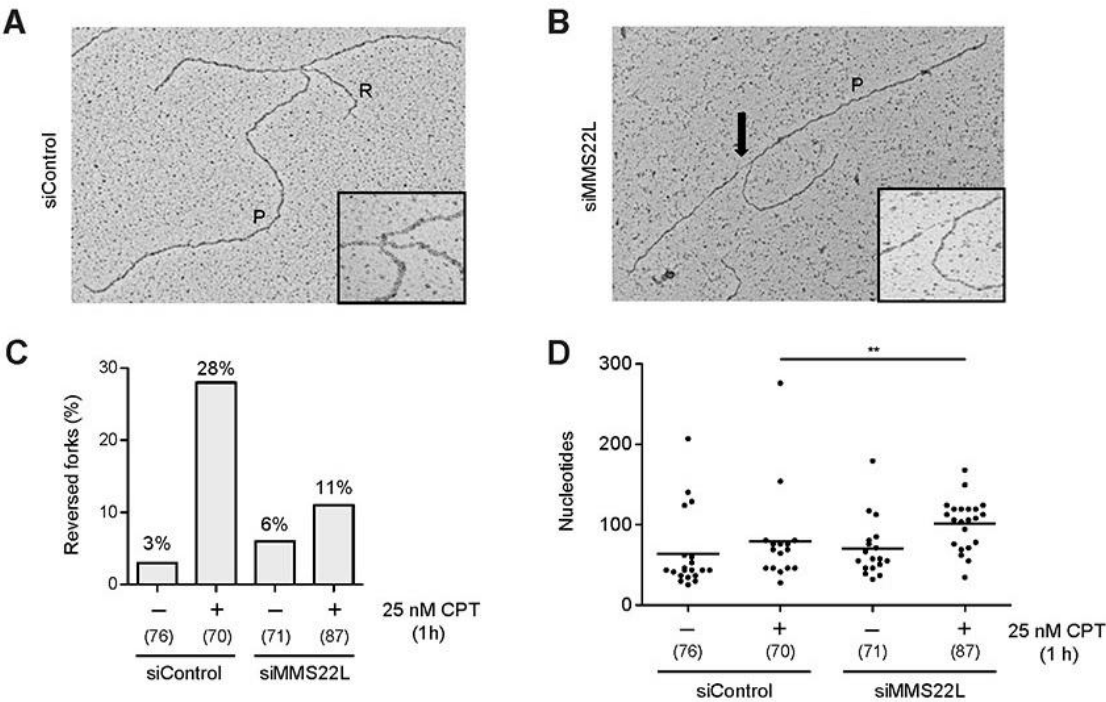 A
siControl
R
P
B
siMMS22L
P
C
Reversed forks (%)
30
20
10
0
3%
28%
6%
11%
– + – + 25 nM CPT
(76) (70) (71) (87) (1h)
siControl siMMS22L
D
Nucleotides
300
200
100
0
**
– + – + 25 nM CPT
(76) (70) (71) (87) (1 h)
siControl siMMS22L